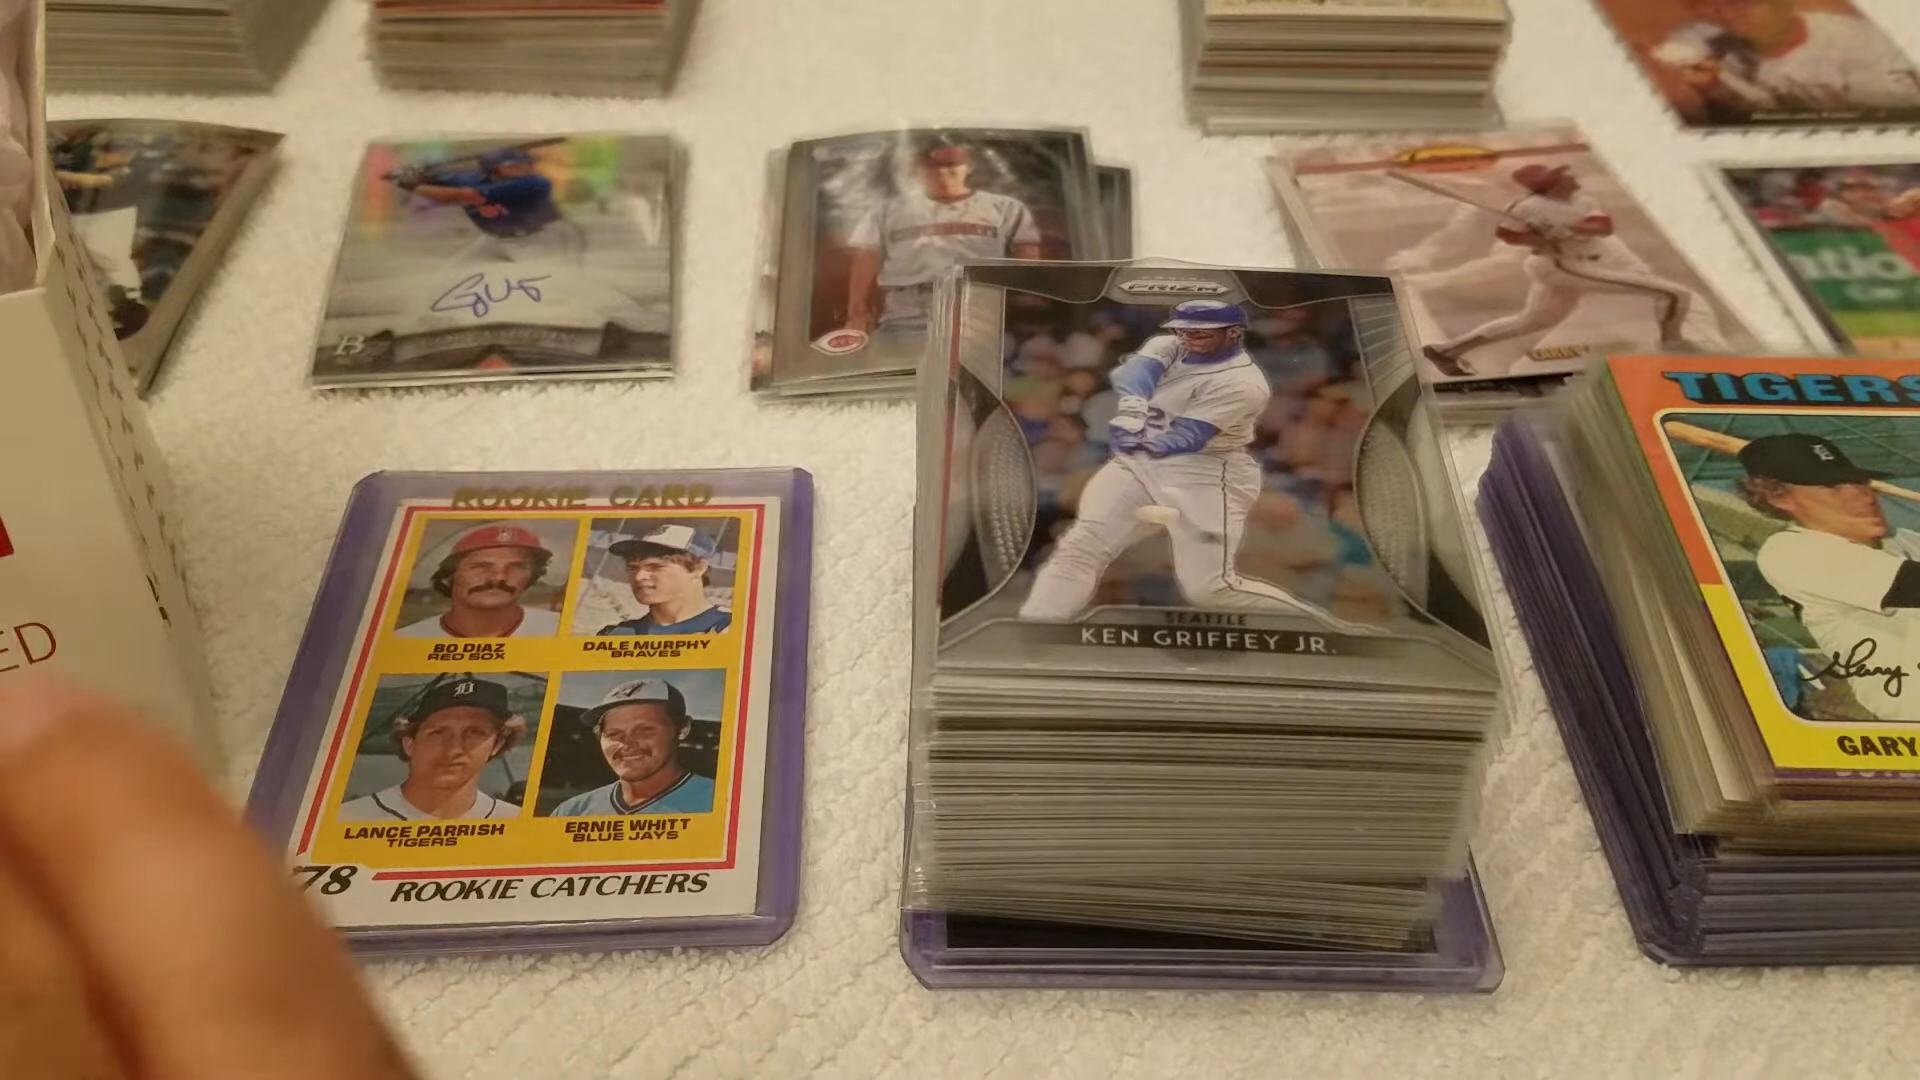 PRIZM
SEATTLE
KEN GRIFFEY JR.
TIGERS
Gary
GARY
ROOKIE CARD
BO DIAZ
RED SOX
DALE MURPHY
BRAVES
LANCE PARRISH
TIGERS
ERNIE WHITT
BLUE JAYS
78
ROOKIE CATCHERS
ED